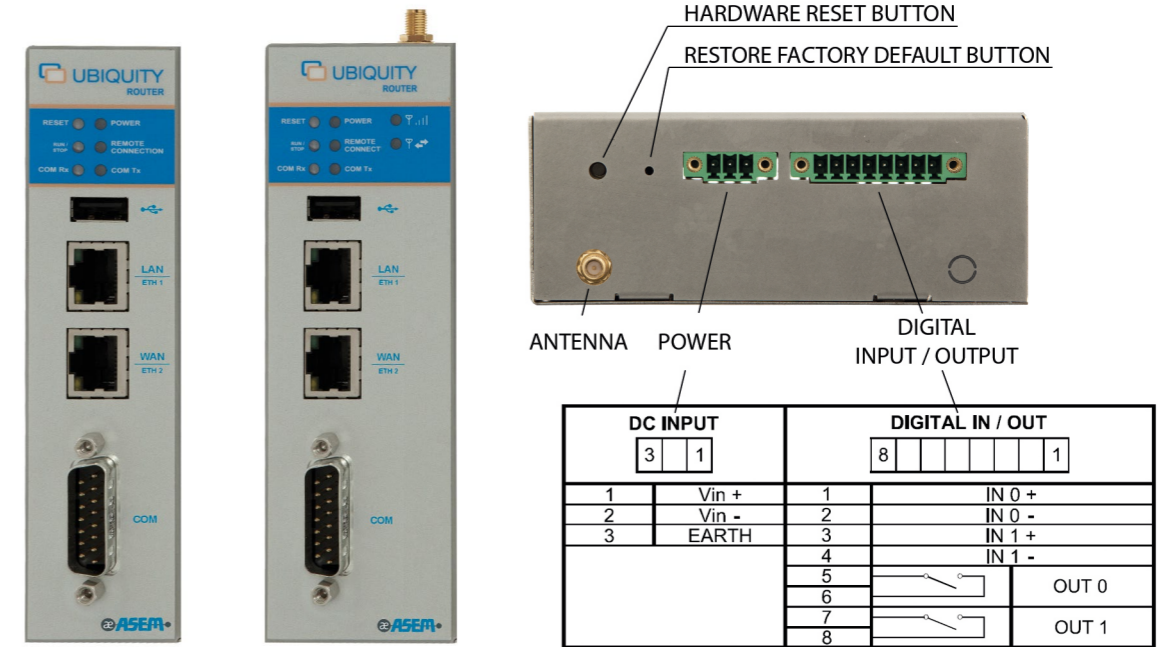 UBIQUITY
ROUTER
RESET POWER
RUN / STOP REMOTE CONNECTION
COM Rx COM Tx
LAN
ETH 1
WAN
ETH 2
COM
ASEM
UBIQUITY
ROUTER
RESET POWER
RUN / STOP REMOTE CONNECT
COM Rx COM Tx
LAN
ETH 1
WAN
ETH 2
COM
ASEM
HARDWARE RESET BUTTON
RESTORE FACTORY DEFAULT BUTTON
ANTENNA POWER
DIGITAL
INPUT / OUTPUT
DC INPUT DIGITAL IN / OUT
3 1 8 1
1 Vin + 1 IN 0 +
2 Vin - 2 IN 0 -
3 EARTH 3 IN 1 +
4 IN 1 -
5
6 OUT 0
7
8 OUT 1